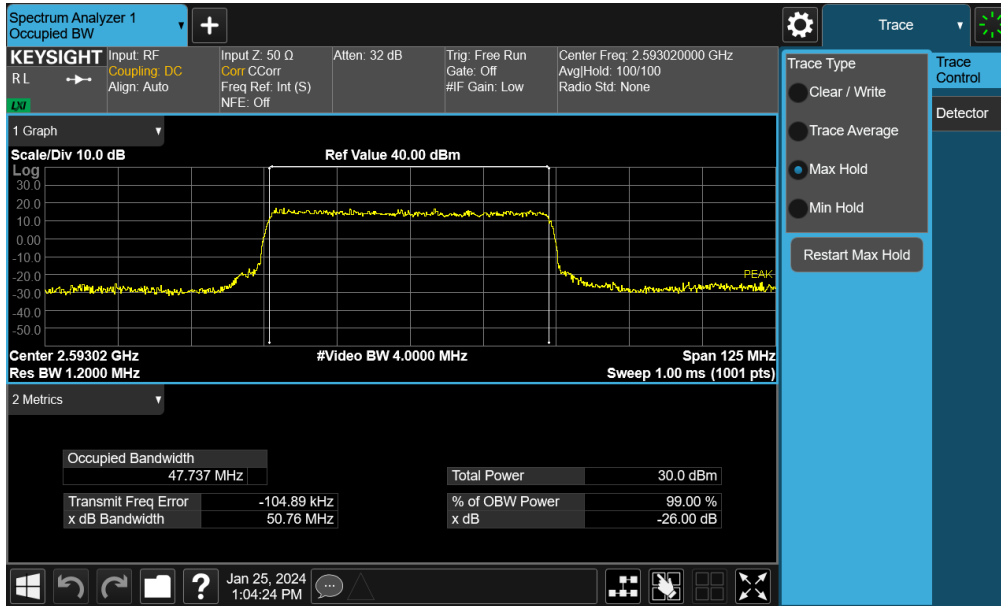 Spectrum Analyzer 1
Occupied BW
Trace
KEYSIGHT
RL
LXI
Input: RF
Coupling: DC
Align: Auto
Input Z: 50 Ω
Corr CCorr
Freq Ref: Int (S)
NFE: Off
Atten: 32 dB
Trig: Free Run
Gate: Off
#IF Gain: Low
Center Freq: 2.593020000 GHz
Avg|Hold: 100/100
Radio Std: None
1 Graph
Scale/Div 10.0 dB
Ref Value 40.00 dBm
Log
30.0
20.0
10.0
0.00
-10.0
-20.0
-30.0
-40.0
-50.0
PEAK
Center 2.59302 GHz
#Video BW 4.0000 MHz
Span 125 MHz
Res BW 1.2000 MHz
Sweep 1.00 ms (1001 pts)
2 Metrics
Occupied Bandwidth
47.737 MHz
Total Power 30.0 dBm
Transmit Freq Error -104.89 kHz
% of OBW Power 99.00 %
x dB Bandwidth 50.76 MHz
x dB -26.00 dB
Trace Type
Clear / Write
Trace Average
Max Hold
Min Hold
Restart Max Hold
Trace
Control
Detector
?
Jan 25, 2024
1:04:24 PM